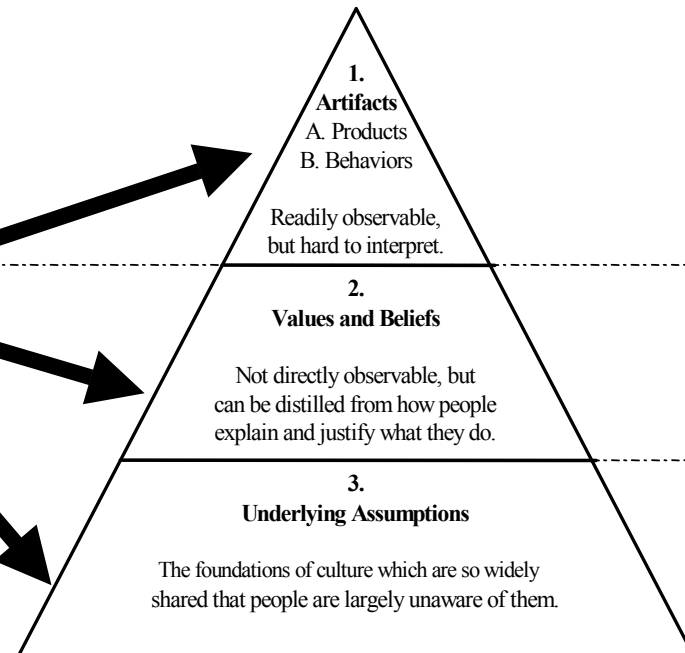 1.
Artifacts
A. Products
B. Behaviors
Readily observable,
but hard to interpret.
2.
Values and Beliefs
Not directly observable, but
can be distilled from how people
explain and justify what they do.
3.
Underlying Assumptions
The foundations of culture which are so widely
shared that people are largely unaware of them.